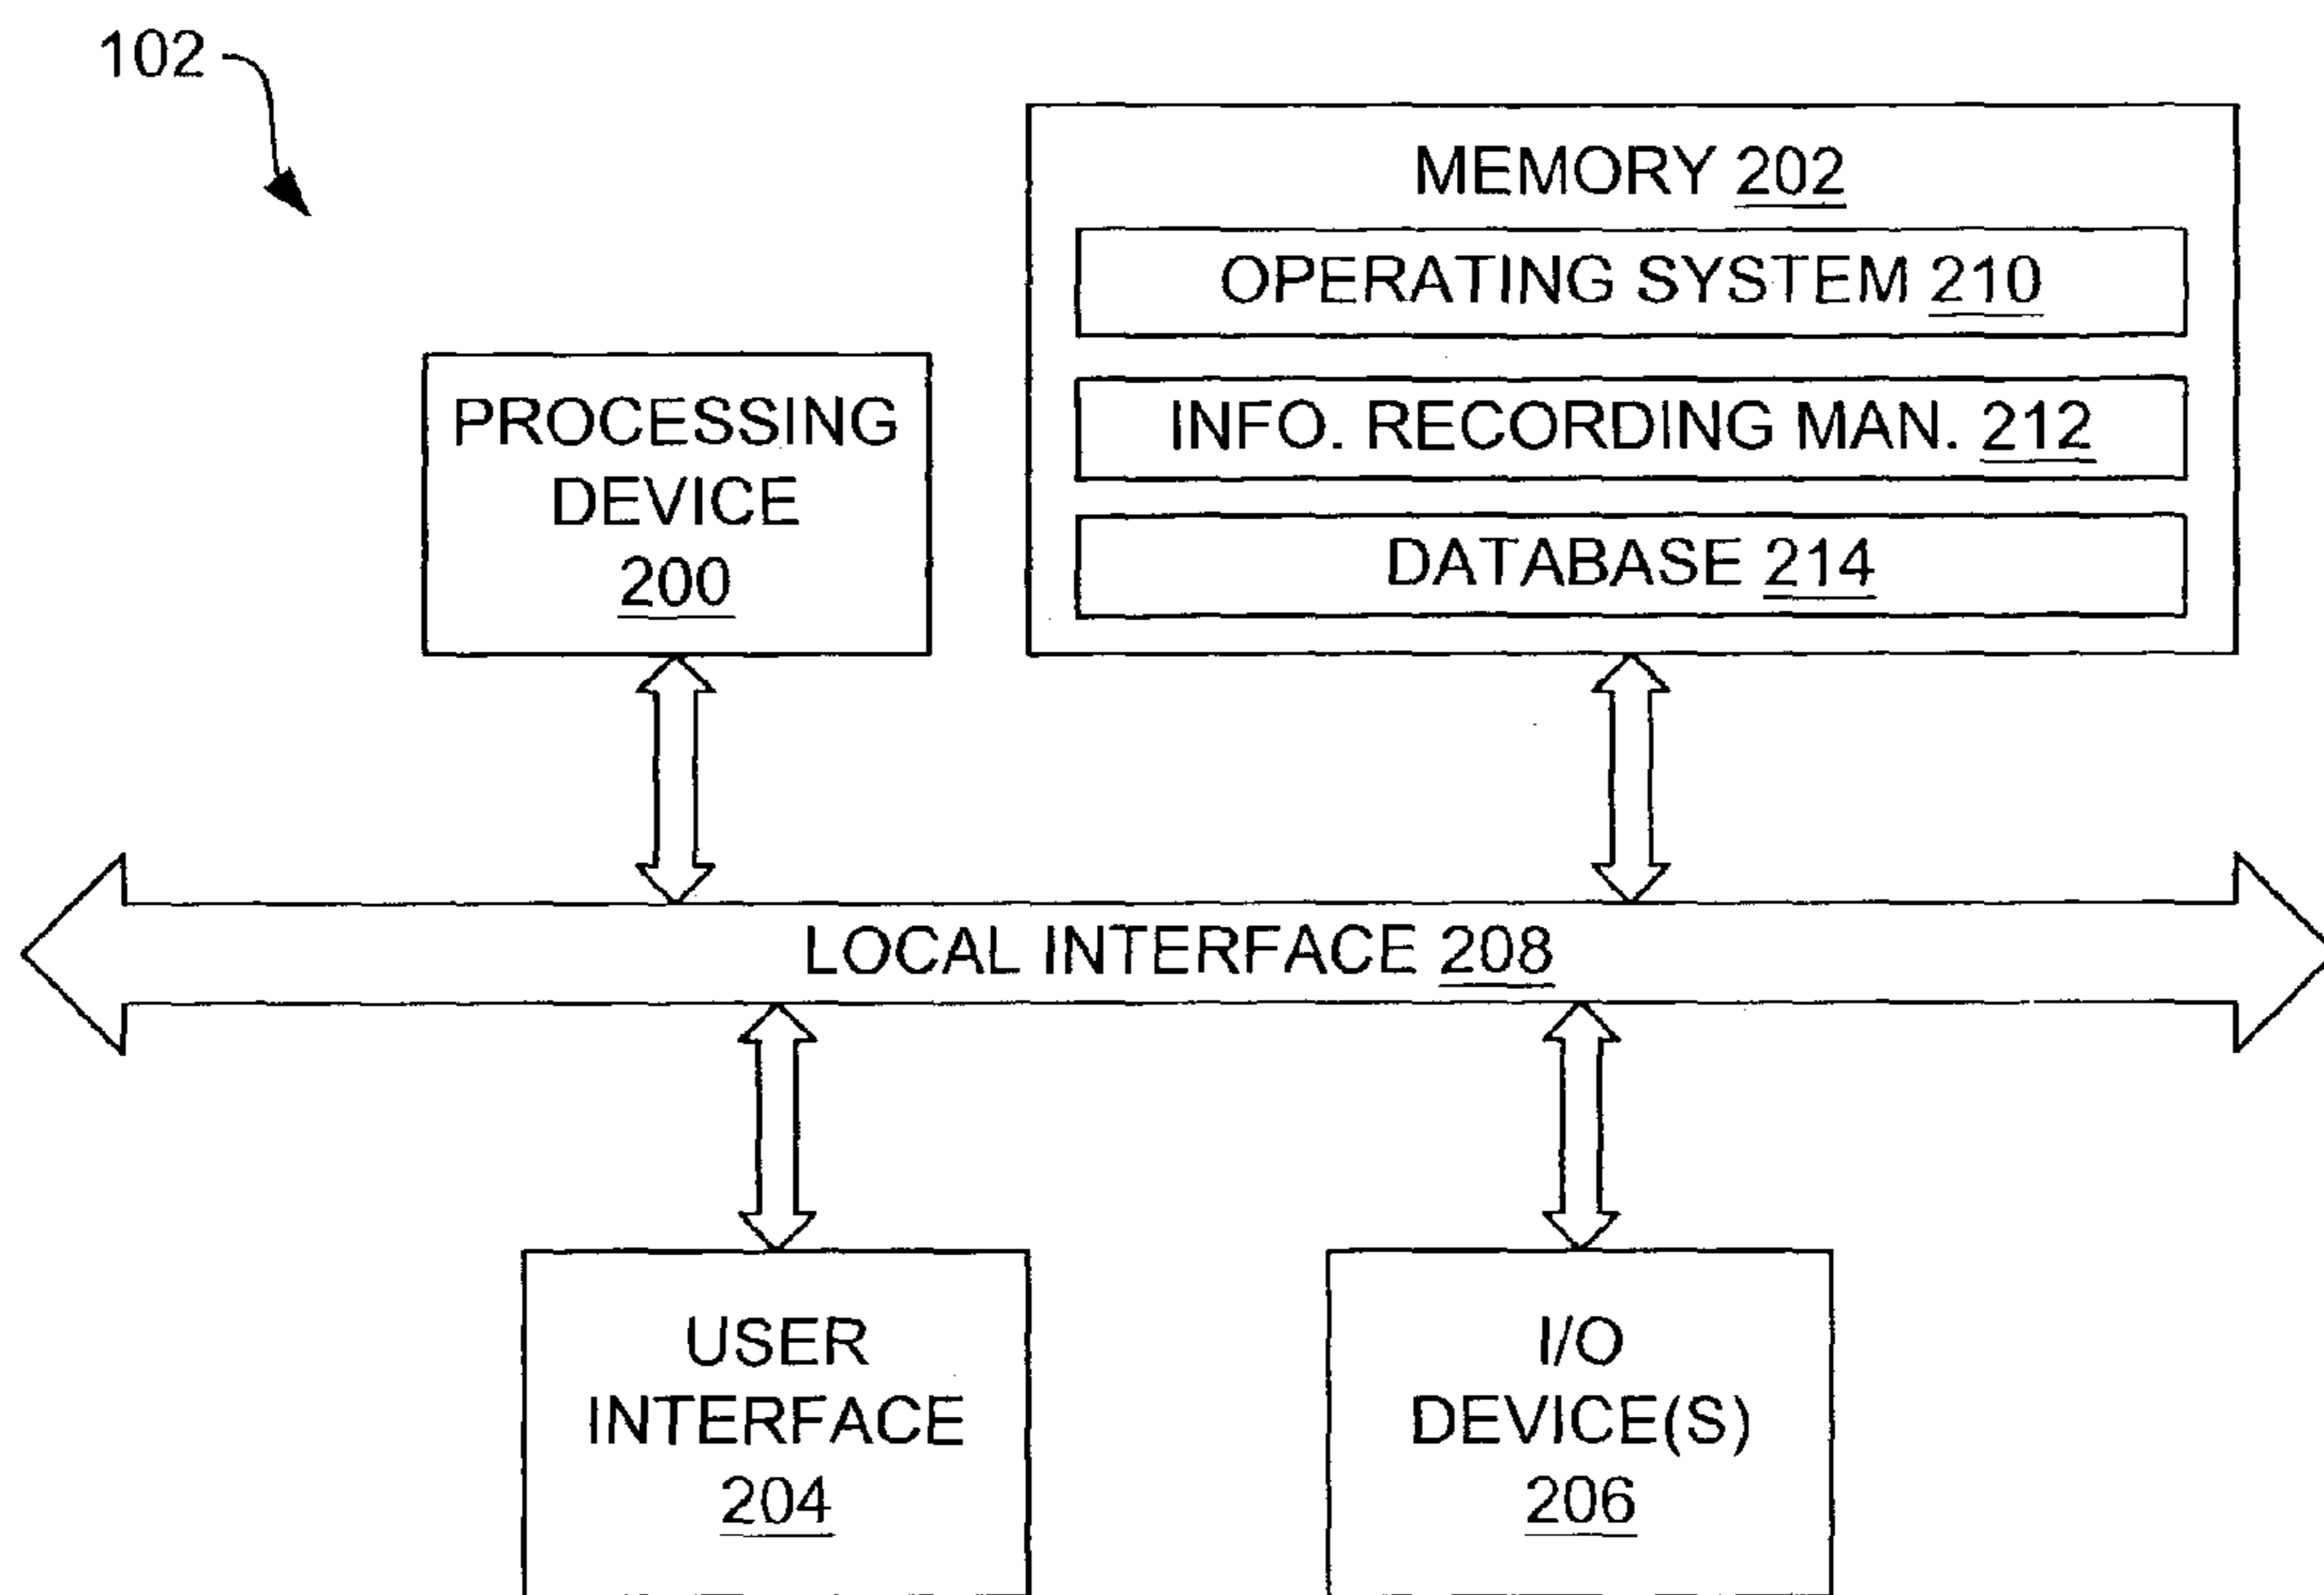 102
MEMORY 202
OPERATING SYSTEM 210
INFO. RECORDING MAN. 212
DATABASE 214
PROCESSING
DEVICE
200
LOCAL INTERFACE 208
USER
INTERFACE
204
I/O
DEVICE(S)
206